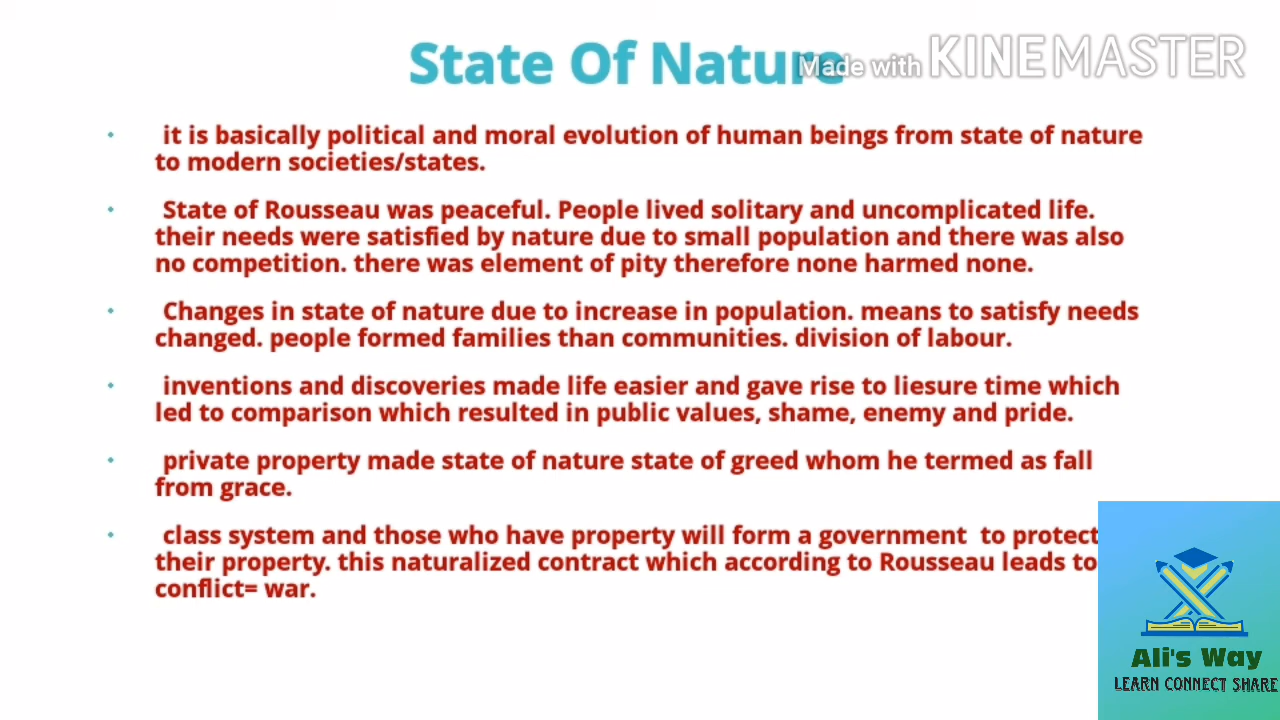 State Of Nature
Made with KINEMASTER
• it is basically political and moral evolution of human beings from state of nature
to modern societies/states.
• State of Rousseau was peaceful. People lived solitary and uncomplicated life.
their needs were satisfied by nature due to small population and there was also
no competition. there was element of pity therefore none harmed none.
• Changes in state of nature due to increase in population. means to satisfy needs
changed. people formed families than communities. division of labour.
• inventions and discoveries made life easier and gave rise to liesure time which
led to comparison which resulted in public values, shame, enemy and pride.
• private property made state of nature state of greed whom he termed as fall
from grace.
• class system and those who have property will form a government to protect
their property. this naturalized contract which according to Rousseau leads to
conflict= war.
Ali's Way
LEARN CONNECT SHARE